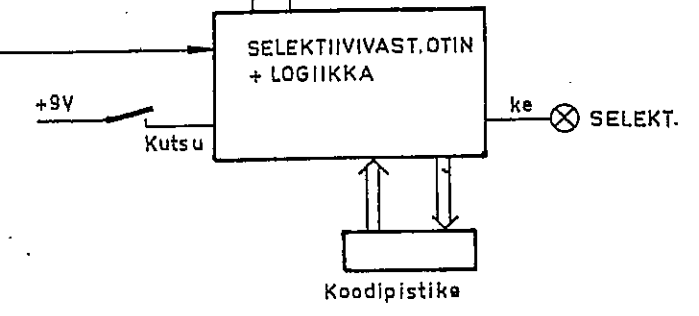 SELEKTIIVIVAST.OTIN
+ LOGIIKKA
+9V
Kutsu
ke
SELEKT.
Koodipistike